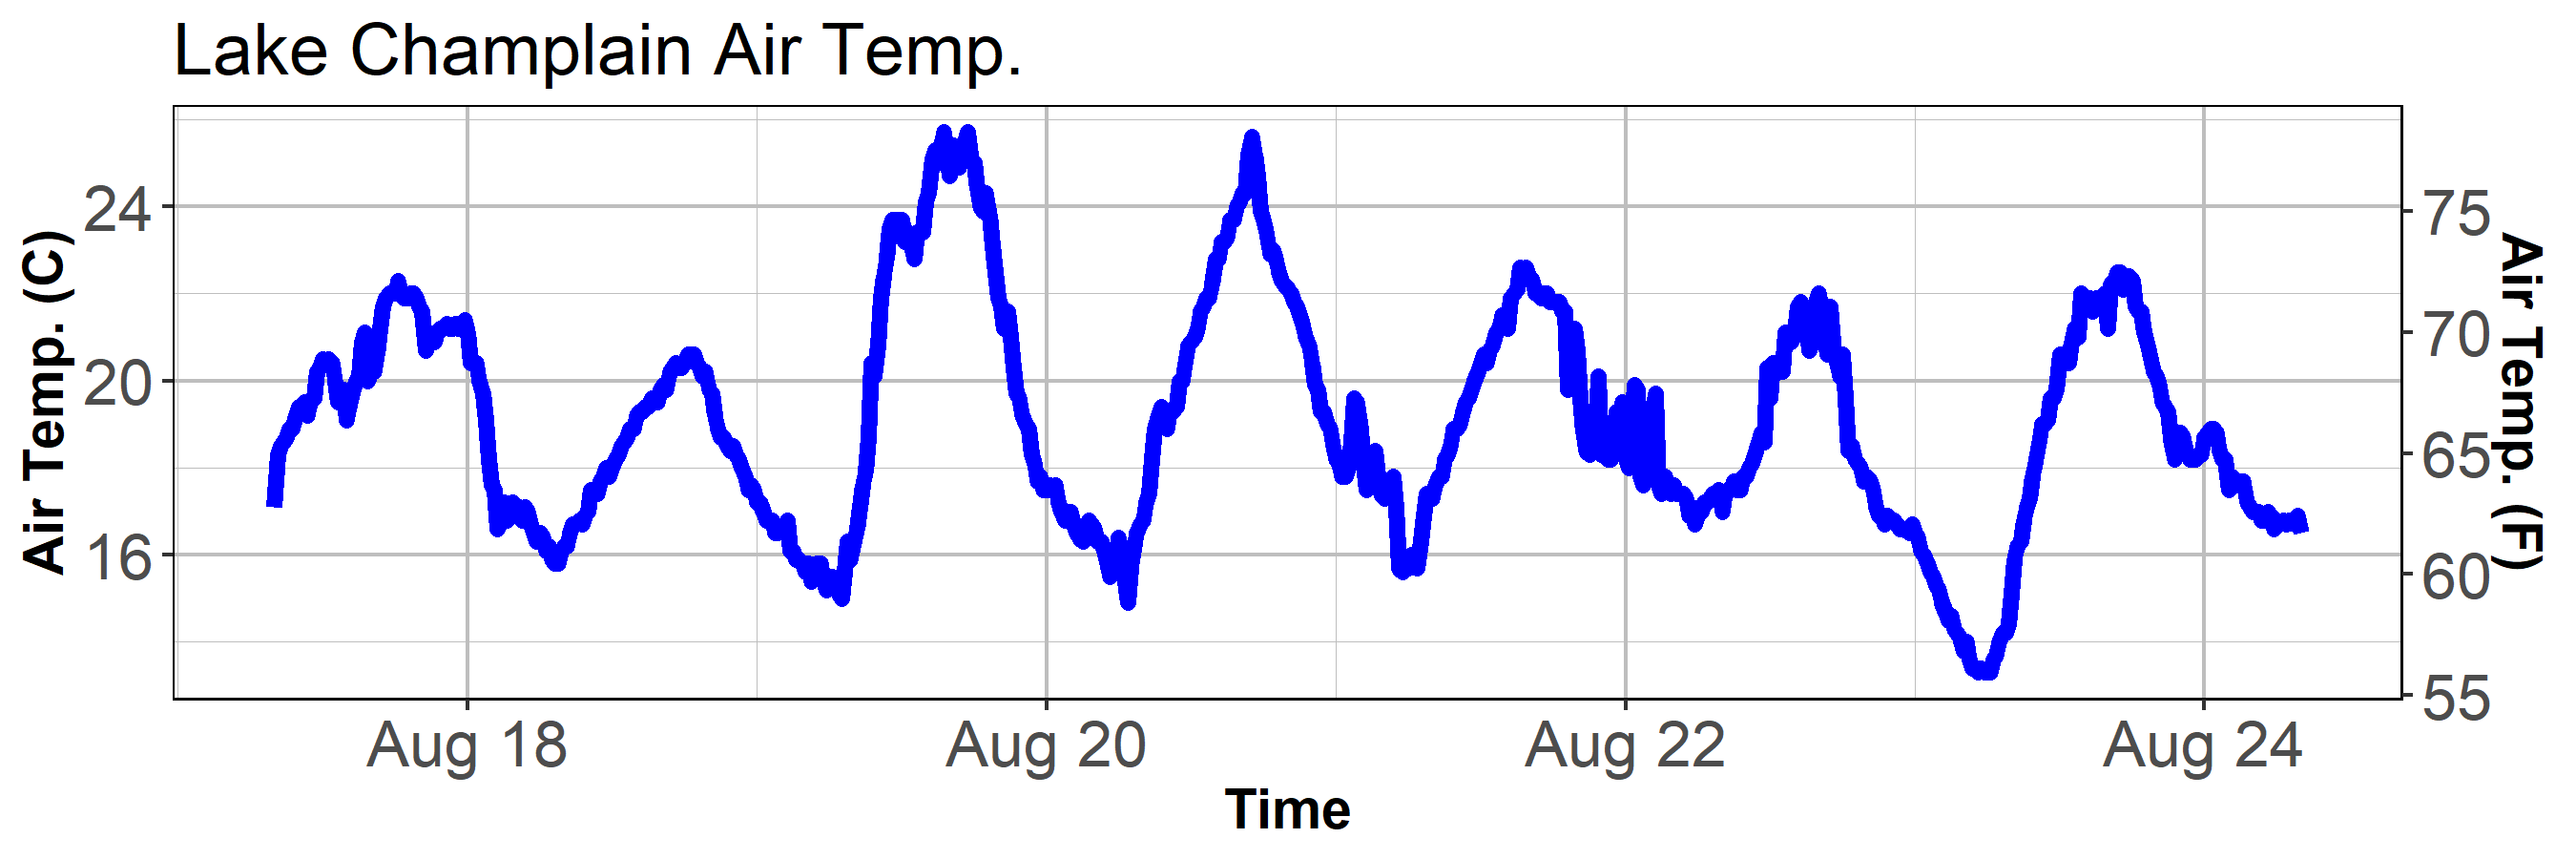 Lake Champlain Air Temp.
Air Temp. (C)
24
20
16
75
70
65
60
55
Air Temp. (F)
Aug 18 Aug 20 Aug 22 Aug 24
Time